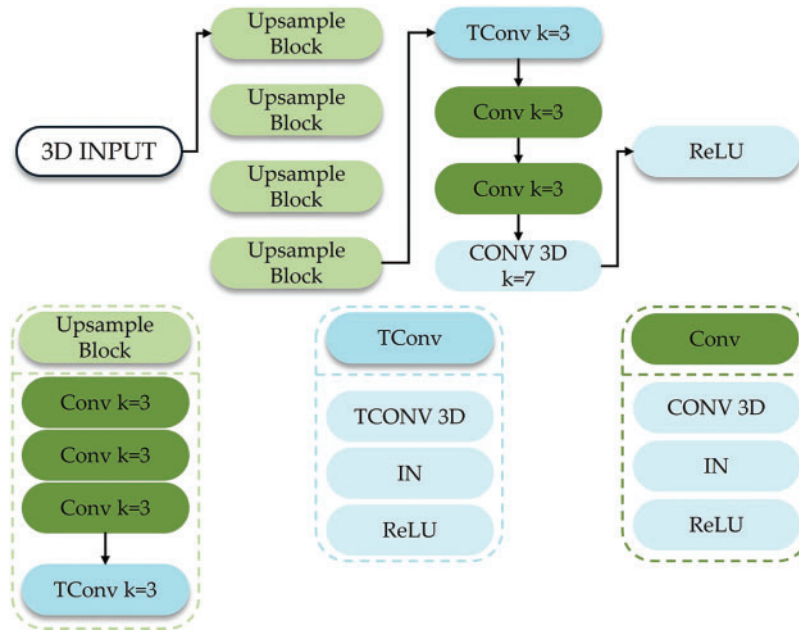 3D INPUT
Upsample
Block
Upsample
Block
Upsample
Block
Upsample
Block
TConv k=3
Conv k=3
Conv k=3
CONV 3D
k=7
ReLU
Upsample
Block
Conv k=3
Conv k=3
Conv k=3
TConv k=3
TConv
TCONV 3D
IN
ReLU
Conv
CONV 3D
IN
ReLU